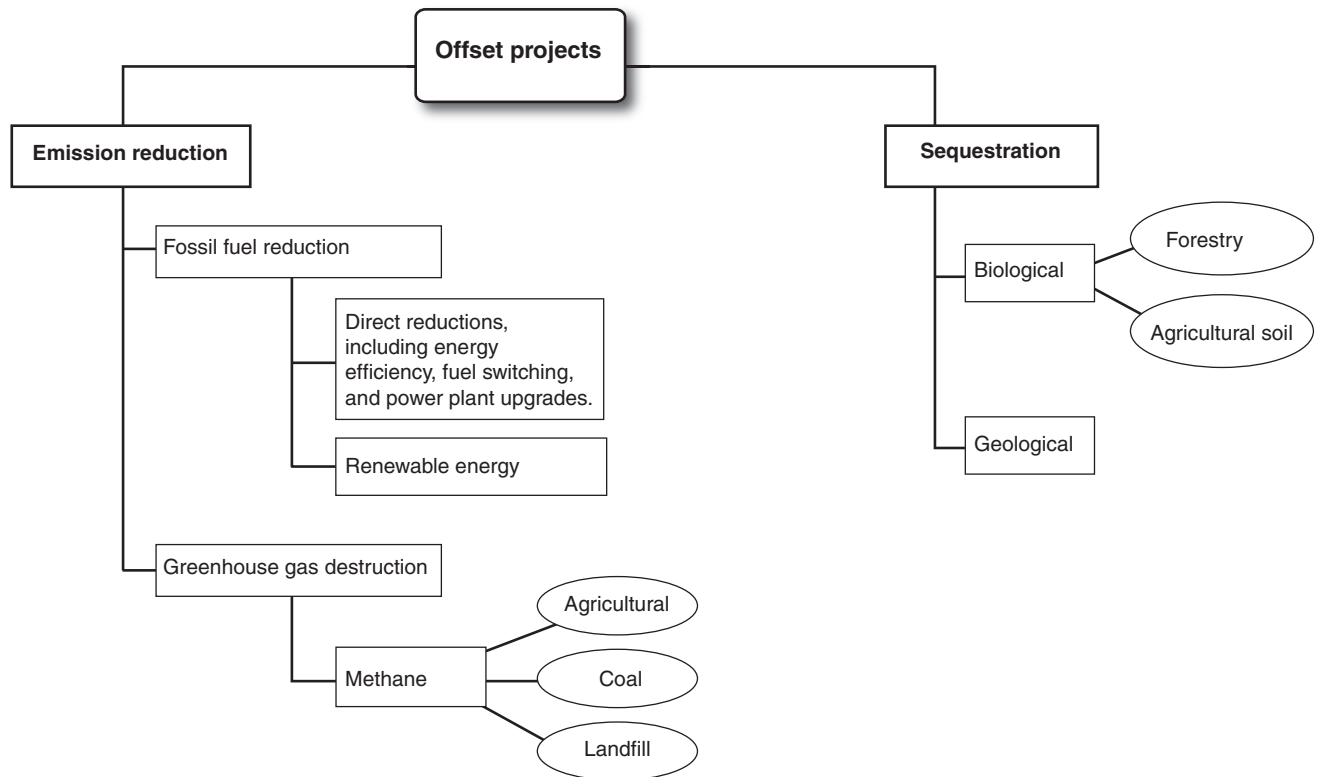 Offset projects
Emission reduction
Fossil fuel reduction
Direct reductions,
including energy
efficiency, fuel switching,
and power plant upgrades.
Renewable energy
Greenhouse gas destruction
Methane
Agricultural
Coal
Landfill
Sequestration
Biological
Forestry
Agricultural soil
Geological